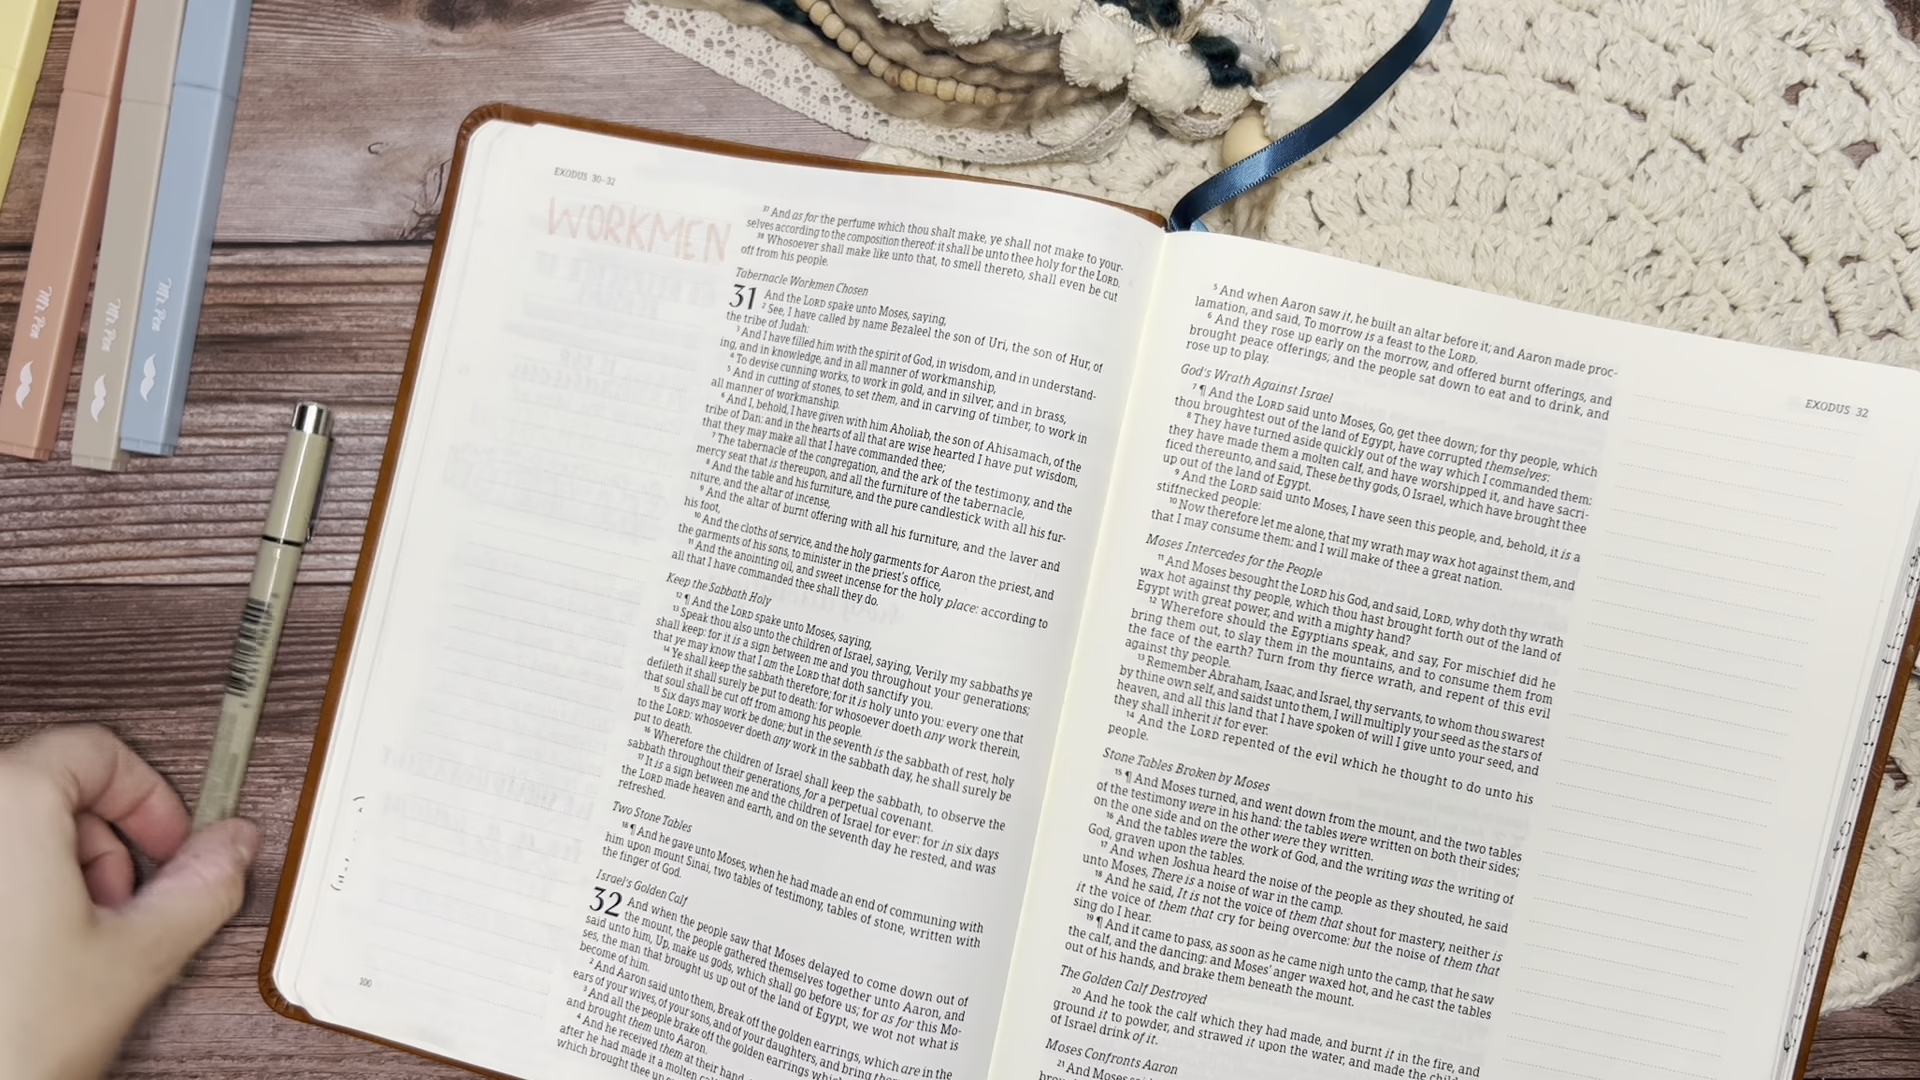 EXODUS 30–32
WORKMEN
37 And as for the perfume which thou shalt make, ye shall not make to your-
selves according to the composition thereof: it shall be unto thee holy for the LORD.
38 Whosoever shall make like unto that, to smell thereto, shall even be cut
off from his people.
Tabernacle Workmen Chosen
31 And the LORD spake unto Moses, saying,
2 See, I have called by name Bezaleel the son of Uri, the son of Hur, of
the tribe of Judah:
3 And I have filled him with the spirit of God, in wisdom, and in understand-
ing, and in knowledge, and in all manner of workmanship,
4 To devise cunning works, to work in gold, and in silver, and in brass,
5 And in cutting of stones, to set them, and in carving of timber, to work in
all manner of workmanship.
6 And I, behold, I have given with him Aholiab, the son of Ahisamach, of the
tribe of Dan: and in the hearts of all that are wise hearted I have put wisdom,
that they may make all that I have commanded thee;
7 The tabernacle of the congregation, and the ark of the testimony, and the
mercy seat that is thereupon, and all the furniture of the tabernacle,
8 And the table and his furniture, and the pure candlestick with all his fur-
niture, and the altar of incense,
9 And the altar of burnt offering with all his furniture, and the laver and
his foot,
10 And the cloths of service, and the holy garments for Aaron the priest, and
the garments of his sons, to minister in the priest's office,
11 And the anointing oil, and sweet incense for the holy place: according to
all that I have commanded thee shall they do.
Keep the Sabbath Holy
12 ¶ And the LORD spake unto Moses, saying,
13 Speak thou also unto the children of Israel, saying, Verily my sabbaths ye
shall keep: for it is a sign between me and you throughout your generations;
that ye may know that I am the LORD that doth sanctify you.
14 Ye shall keep the sabbath therefore; for it is holy unto you: every one that
defileth it shall surely be put to death: for whosoever doeth any work therein,
that soul shall be cut off from among his people.
15 Six days may work be done; but in the seventh is the sabbath of rest, holy
to the LORD: whosoever doeth any work in the sabbath day, he shall surely be
put to death.
16 Wherefore the children of Israel shall keep the sabbath, to observe the
sabbath throughout their generations, for a perpetual covenant.
17 It is a sign between me and the children of Israel for ever: for in six days
the LORD made heaven and earth, and on the seventh day he rested, and was
refreshed.
Two Stone Tables
18 ¶ And he gave unto Moses, when he had made an end of communing with
him upon mount Sinai, two tables of testimony, tables of stone, written with
the finger of God.
Israel's Golden Calf
32 And when the people saw that Moses delayed to come down out of
the mount, the people gathered themselves together unto Aaron, and
said unto him, Up, make us gods, which shall go before us; for as for this Mo-
ses, the man that brought us up out of the land of Egypt, we wot not what is
become of him.
2 And Aaron said unto them, Break off the golden earrings, which are in the
ears of your wives, of your sons, and of your daughters, and bring
3 And all the people brake off the golden earrings
and brought them unto Aaron.
4 And he received them at their hand,
after he had made it a molten
which brought thee up
100
EXODUS 32
5 And when Aaron saw it, he built an altar before it; and Aaron made proc-
lamation, and said, To morrow is a feast to the LORD.
6 And they rose up early on the morrow, and offered burnt offerings, and
brought peace offerings; and the people sat down to eat and to drink, and
rose up to play.
God's Wrath Against Israel
7 ¶ And the LORD said unto Moses, Go, get thee down; for thy people, which
thou broughtest out of the land of Egypt, have corrupted themselves:
8 They have turned aside quickly out of the way which I commanded them:
they have made them a molten calf, and have worshipped it, and have sacri-
ficed thereunto, and said, These be thy gods, O Israel, which have brought thee
up out of the land of Egypt.
9 And the LORD said unto Moses, I have seen this people, and, behold, it is a
stiffnecked people:
10 Now therefore let me alone, that my wrath may wax hot against them, and
that I may consume them: and I will make of thee a great nation.
Moses Intercedes for the People
11 And Moses besought the LORD his God, and said, LORD, why doth thy wrath
wax hot against thy people, which thou hast brought forth out of the land of
Egypt with great power, and with a mighty hand?
12 Wherefore should the Egyptians speak, and say, For mischief did he
bring them out, to slay them in the mountains, and to consume them from
the face of the earth? Turn from thy fierce wrath, and repent of this evil
against thy people.
13 Remember Abraham, Isaac, and Israel, thy servants, to whom thou swarest
by thine own self, and saidst unto them, I will multiply your seed as the stars of
heaven, and all this land that I have spoken of will I give unto your seed, and
they shall inherit it for ever.
14 And the LORD repented of the evil which he thought to do unto his
people.
Stone Tables Broken by Moses
15 ¶ And Moses turned, and went down from the mount, and the two tables
of the testimony were in his hand: the tables were written on both their sides;
on the one side and on the other were they written.
16 And the tables were the work of God, and the writing was the writing of
God, graven upon the tables.
17 And when Joshua heard the noise of the people as they shouted, he said
unto Moses, There is a noise of war in the camp.
18 And he said, It is not the voice of them that shout for mastery, neither is
it the voice of them that cry for being overcome: but the noise of them that
sing do I hear.
19 ¶ And it came to pass, as soon as he came nigh unto the camp, that he saw
the calf, and the dancing: and Moses' anger waxed hot, and he cast the tables
out of his hands, and brake them beneath the mount.
The Golden Calf Destroyed
20 And he took the calf which they had made, and burnt it in the fire, and
ground it to powder, and strawed it upon the water, and made the
of Israel drink of it.
Moses Confronts Aaron
21 And Moses
Mr. Pen
Mr. Pen
Mr. Pen